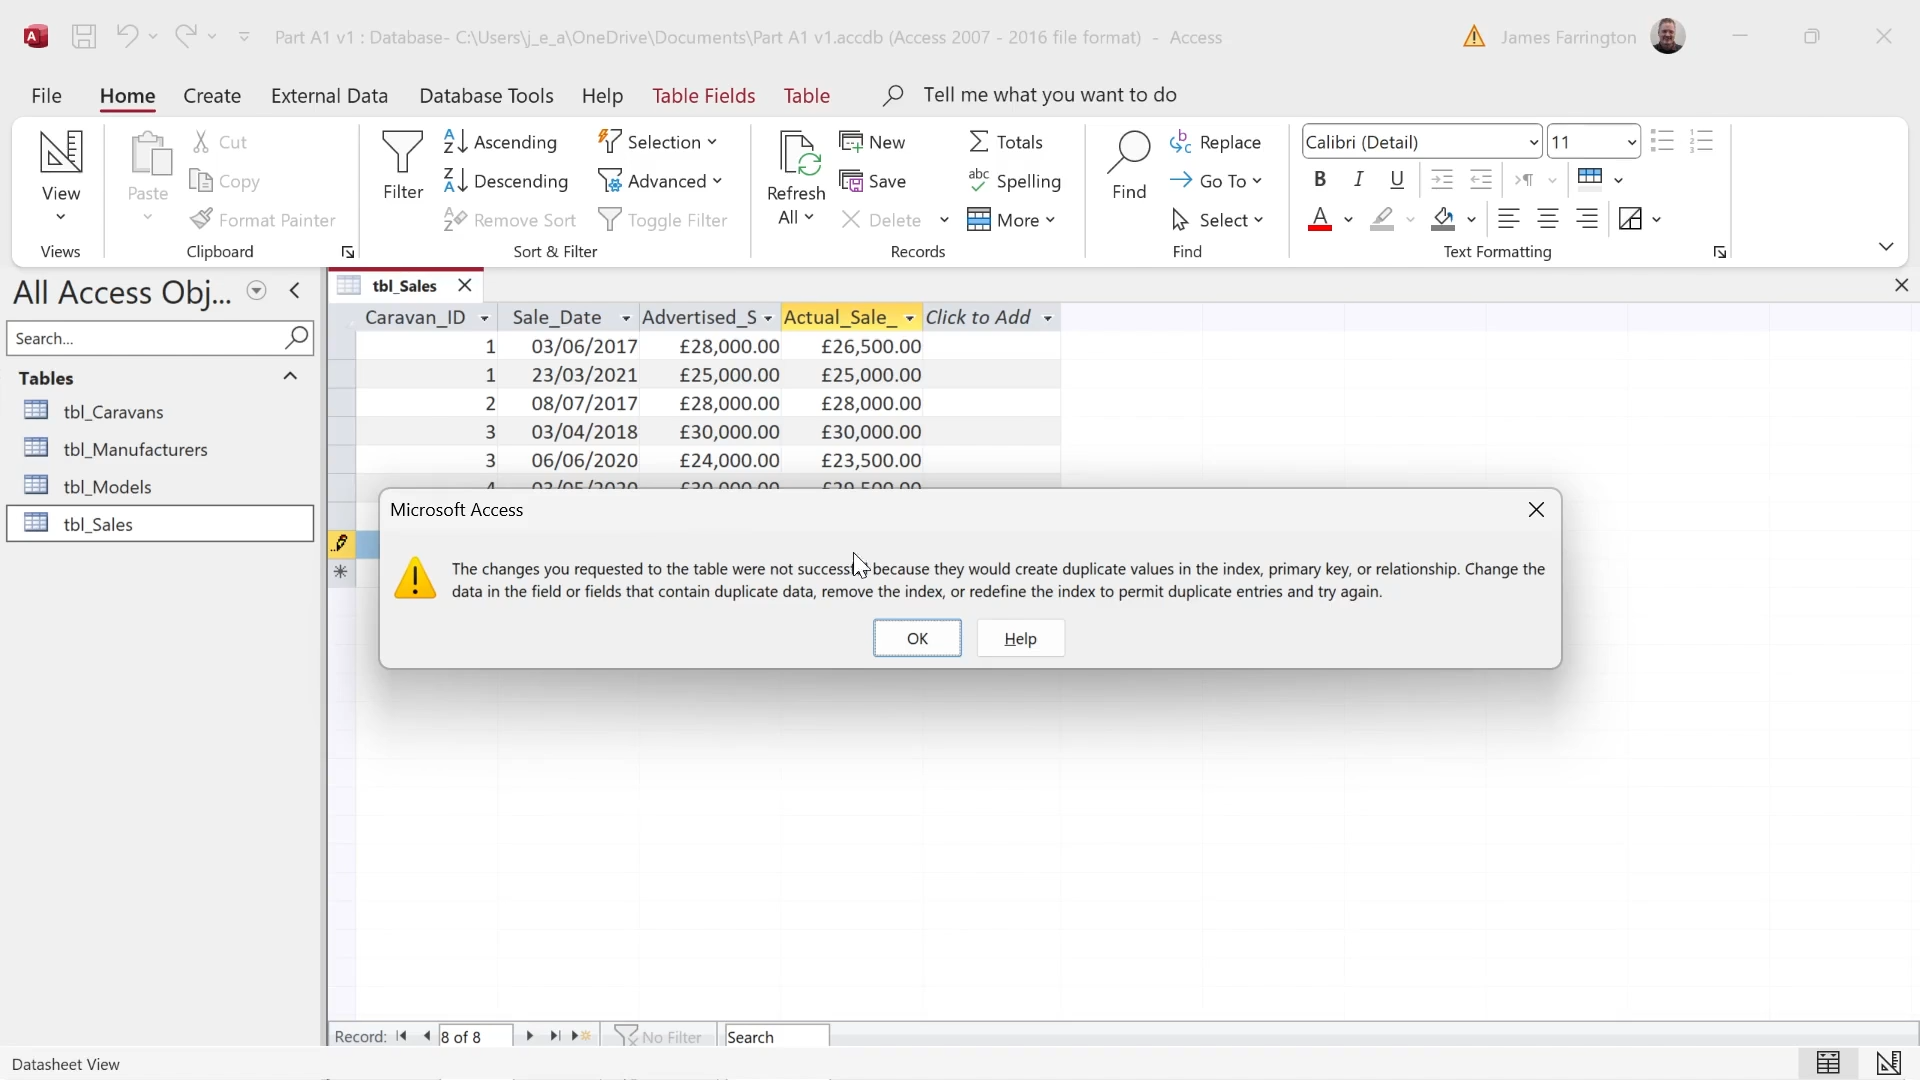 Part A1 v1 : Database- C:\Users\j_e_a\OneDrive\Documents\Part A1 v1.accdb (Access 2007 - 2016 file format) - Access
James Farrington
File Home Create External Data Database Tools Help Table Fields Table Tell me what you want to do
View
Views
Paste
Cut
Copy
Format Painter
Clipboard
Filter
Ascending
Descending
Remove Sort
Selection
Advanced
Toggle Filter
Sort & Filter
Refresh
All
New
Save
Delete
Totals
Spelling
More
Records
Find
Replace
Go To
Select
Find
Calibri (Detail) 11
B I U
Text Formatting
All Access Obj...
Search...
Tables
tbl_Caravans
tbl_Manufacturers
tbl_Models
tbl_Sales
tbl_Sales
Caravan_ID Sale_Date Advertised_S Actual_Sale_ Click to Add
1 03/06/2017 £28,000.00 £26,500.00
1 23/03/2021 £25,000.00 £25,000.00
2 08/07/2017 £28,000.00 £28,000.00
3 03/04/2018 £30,000.00 £30,000.00
3 06/06/2020 £24,000.00 £23,500.00
Microsoft Access
The changes you requested to the table were not because they would create duplicate values in the index, primary key, or relationship. Change the
data in the field or fields that contain duplicate data, remove the index, or redefine the index to permit duplicate entries and try again.
OK Help
Record: 8 of 8 No Filter Search
Datasheet View